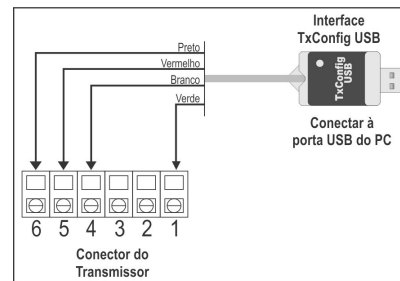 Interface
TxConfig USB
Preto
Vermelho
Branco
Verde
TxConfig
USB
Conectar à
porta USB do PC
6 5 4 3 2 1
Conector do
Transmissor